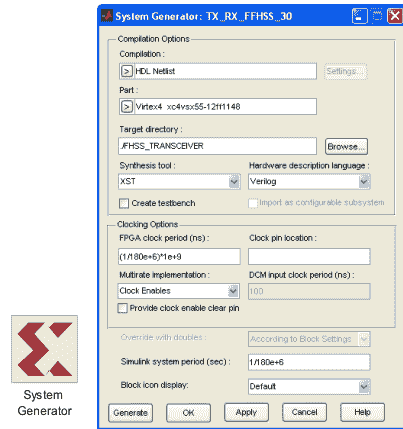 System Generator: TX_RX_FFHSS_30
Compilation Options
Compilation :
> HDL Netlist
Settings...
Part :
> Virtex4 xc4vsx55-12ff1148
Target directory :
./FHSS_TRANSCEIVER
Browse...
Synthesis tool :
Hardware description language :
XST
Verilog
Create testbench
Import as configurable subsystem
Clocking Options
FPGA clock period (ns) :
Clock pin location :
(1/180e+6)*1e+9
Multirate implementation :
DCM input clock period (ns) :
Clock Enables
100
Provide clock enable clear pin
Override with doubles :
According to Block Settings
Simulink system period (sec) :
1/180e+6
Block icon display:
Default
Generate
OK
Apply
Cancel
Help
System
Generator